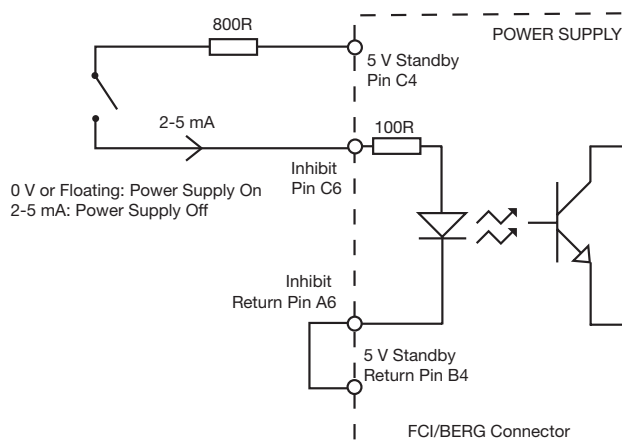 800R
POWER SUPPLY
5 V Standby
Pin C4
2-5 mA
100R
Inhibit
Pin C6
0 V or Floating: Power Supply On
2-5 mA: Power Supply Off
Inhibit
Return Pin A6
5 V Standby
Return Pin B4
FCI/BERG Connector